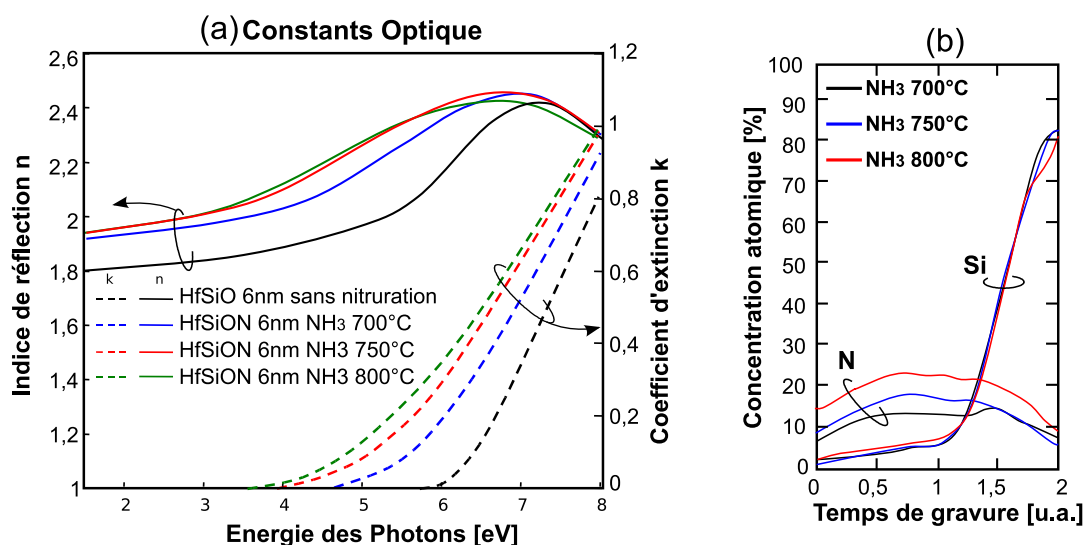 (a) Constants Optique
2,6
2.4
2.2
2
1.8
1.6
1.4
1,2
1
1,2
1
0,8
0,6
0,4
0,2
0
2
3
4
5
6
7
8
Indice de réflection n
Coefficient d'extinction k
Energie des Photons [eV]
k n
HfSiO 6nm sans nitruration
HfSiON 6nm NH3 700°C
HfSiON 6nm NH3 750°C
HfSiON 6nm NH3 800°C
(b)
100
90
80
70
60
50
40
30
20
10
0
0
0,5
1
1,5
2
Concentration atomique [%]
Temps de gravure [u.a.]
NH3 700°C
NH3 750°C
NH3 800°C
Si
N